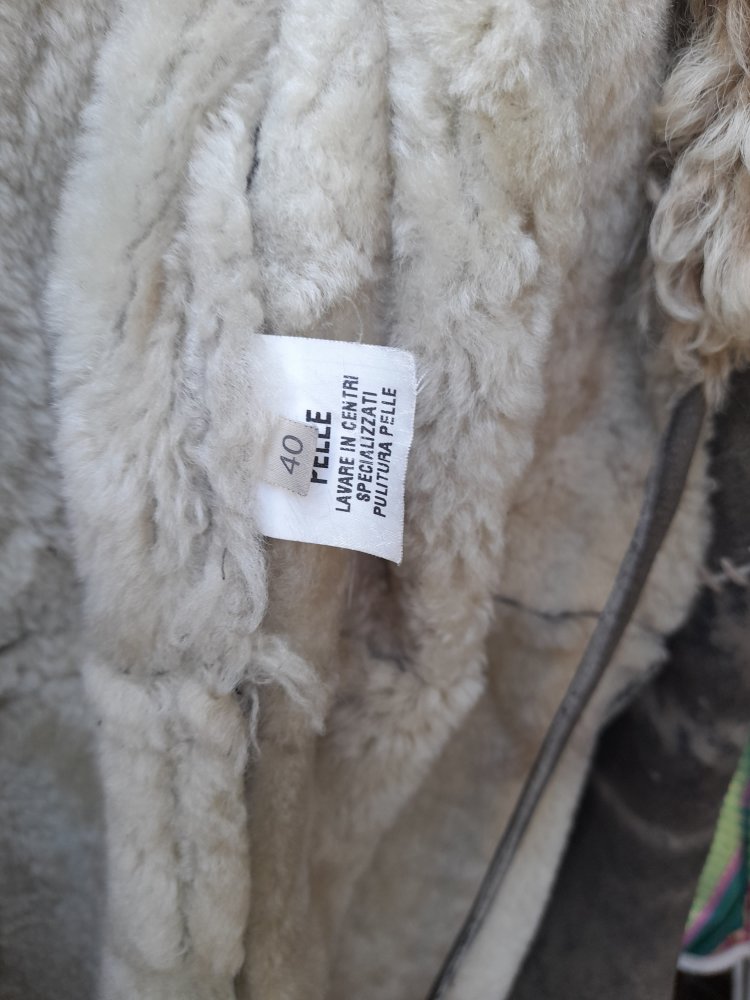 40
PELLE
LAVARE IN CENTRI
SPECIALIZZATI
PULITURA PELLE